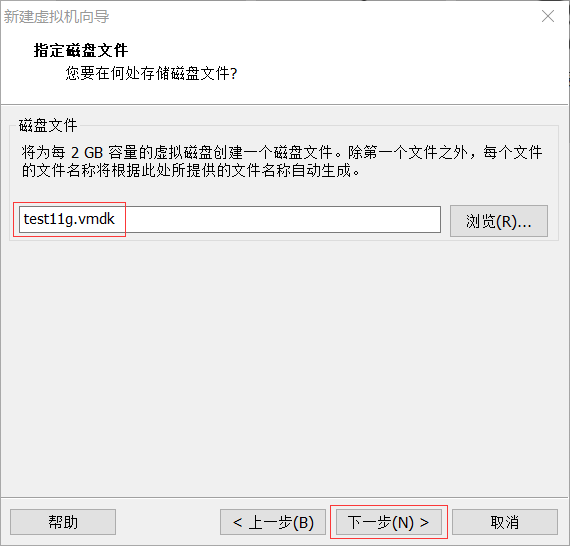 新建虚拟机向导
指定磁盘文件
您要在何处存储磁盘文件?
磁盘文件
将为每 2 GB 容量的虚拟磁盘创建一个磁盘文件。除第一个文件之外，每个文件
的文件名称将根据此处所提供的文件名称自动生成。
test11g.vmdk
浏览(R)...
帮助
< 上一步(B)
下一步(N) >
取消